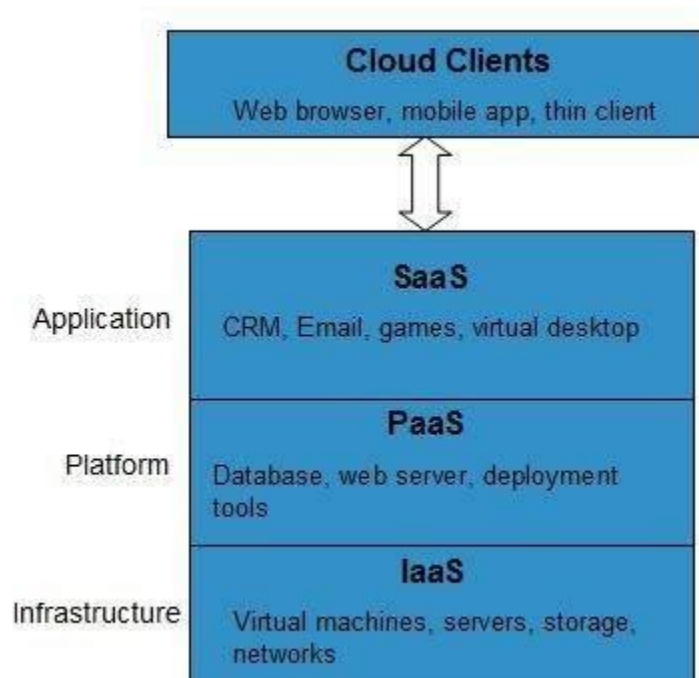 Cloud Clients
Web browser, mobile app, thin client
SaaS
Application
CRM, Email, games, virtual desktop
PaaS
Platform
Database, web server, deployment
tools
IaaS
Infrastructure
Virtual machines, servers, storage,
networks